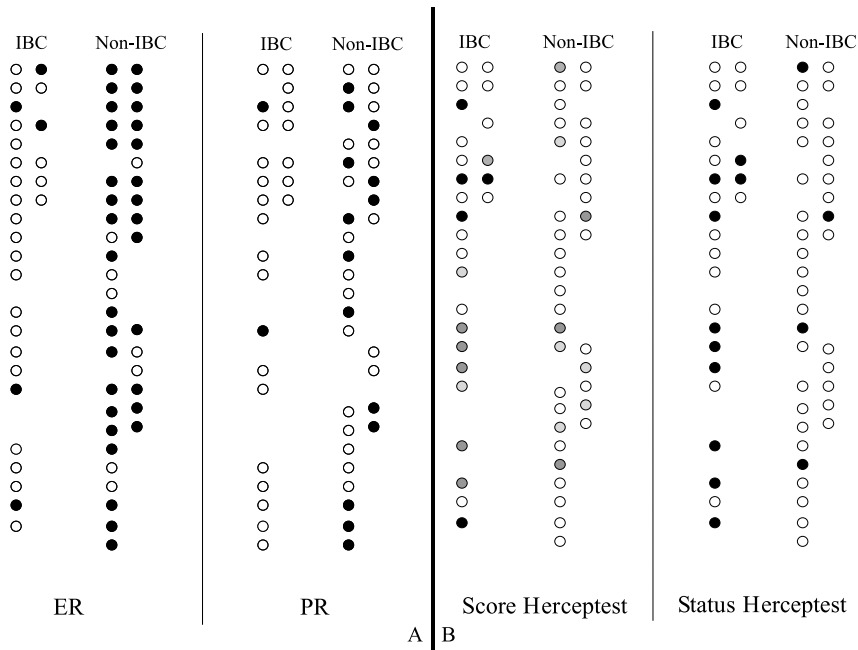 IBC Non-IBC IBC Non-IBC IBC Non-IBC IBC Non-IBC
ER PR Score Herceptest Status Herceptest
A B